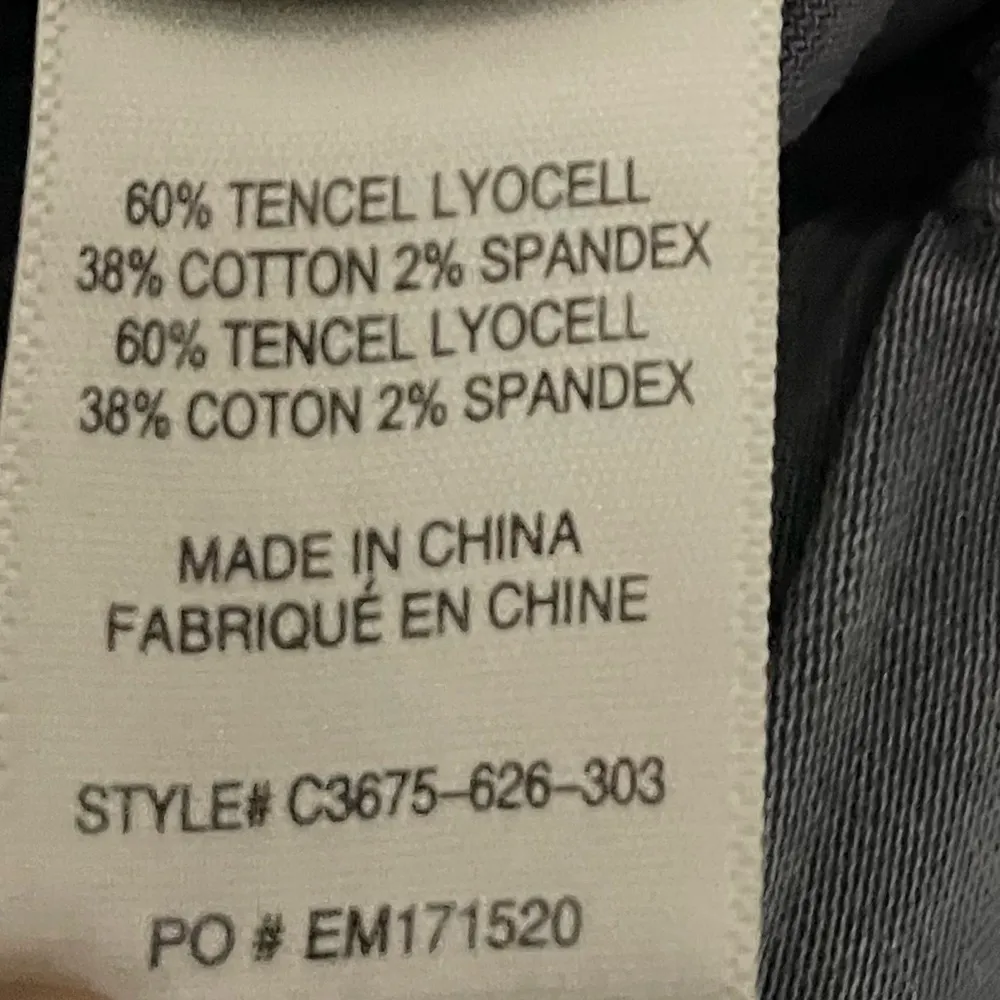 60% TENCEL LYOCELL
38% COTTON 2% SPANDEX
60% TENCEL LYOCELL
38% COTON 2% SPANDEX
MADE IN CHINA
FABRIQUÉ EN CHINE
STYLE# C3675-626-303
PO # EM171520